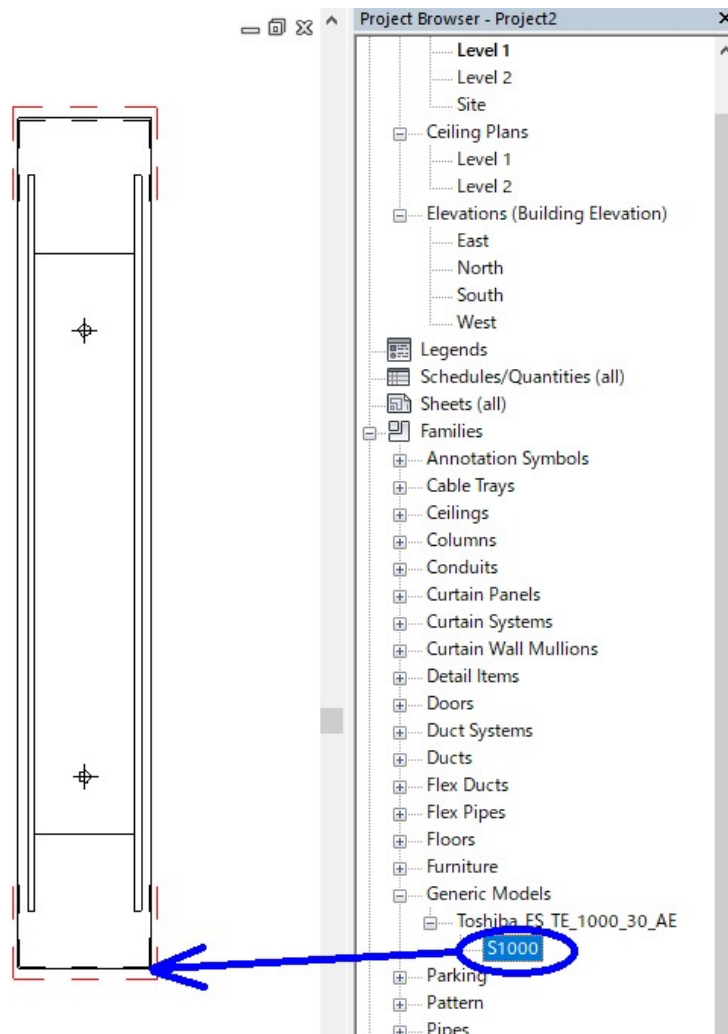 Project Browser - Project2
Level 1
Level 2
Site
Ceiling Plans
Level 1
Level 2
Elevations (Building Elevation)
East
North
South
West
Legends
Schedules/Quantities (all)
Sheets (all)
Families
Annotation Symbols
Cable Trays
Ceilings
Columns
Conduits
Curtain Panels
Curtain Systems
Curtain Wall Mullions
Detail Items
Doors
Duct Systems
Ducts
Flex Ducts
Flex Pipes
Floors
Furniture
Generic Models
Toshiba_ES_TE_1000_30_AE
S1000
Parking
Pattern
Pipes